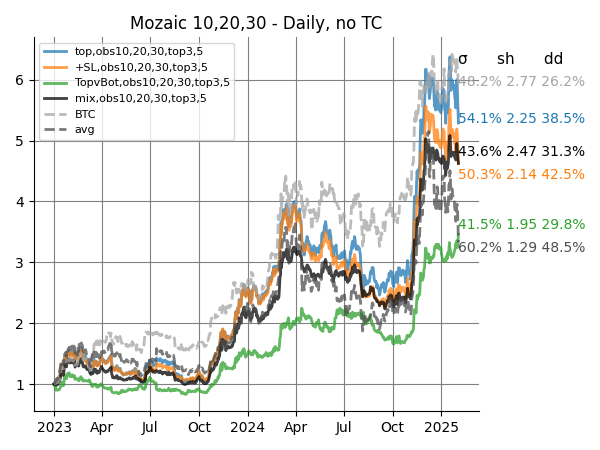 Mozaic 10,20,30 - Daily, no TC
top,obs10,20,30,top3,5
+SL,obs10,20,30,top3,5
TopvBot,obs10,20,30,top3,5
mix,obs10,20,30,top3,5
BTC
avg
σ sh dd
48.2% 2.77 26.2%
54.1% 2.25 38.5%
43.6% 2.47 31.3%
50.3% 2.14 42.5%
41.5% 1.95 29.8%
60.2% 1.29 48.5%
6
5
4
3
2
1
2023 Apr Jul Oct 2024 Apr Jul Oct 2025